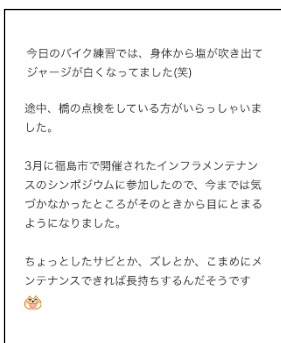 今日のバイク練習では、身体から塩が吹き出て
ジャージが白くなってました(笑)
途中、橋の点検をしている方がいらっしゃいま
した。
3月に福島市で開催されたインフラメンテナン
スのシンポジウムに参加したので、今までは気
づかなかったところがそのときから目にとまる
ようになりました。
ちょっとしたサビとか、ズレとか、こまめにメ
ンテナンスできれば長持ちするんだそうです